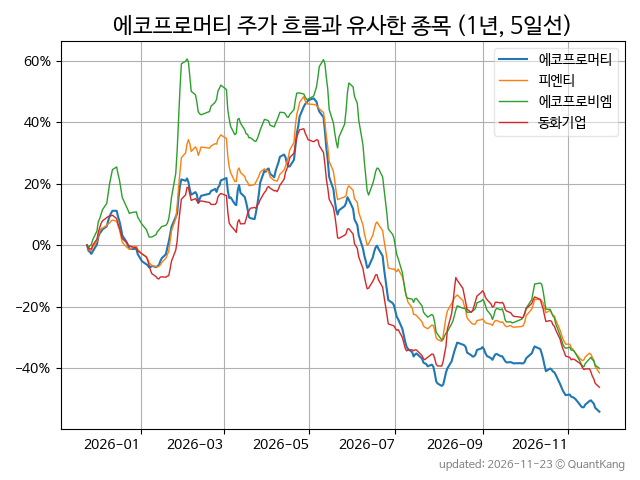 에코프로머티 주가 흐름과 유사한 종목 (1년, 5일선)
에코프로머티
피엔티
에코프로비엠
동화기업
60%
40%
20%
0%
−20%
−40%
2026-01
2026-03
2026-05
2026-07
2026-09
2026-11
updated: 2026-11-23 ⓒ QuantKang